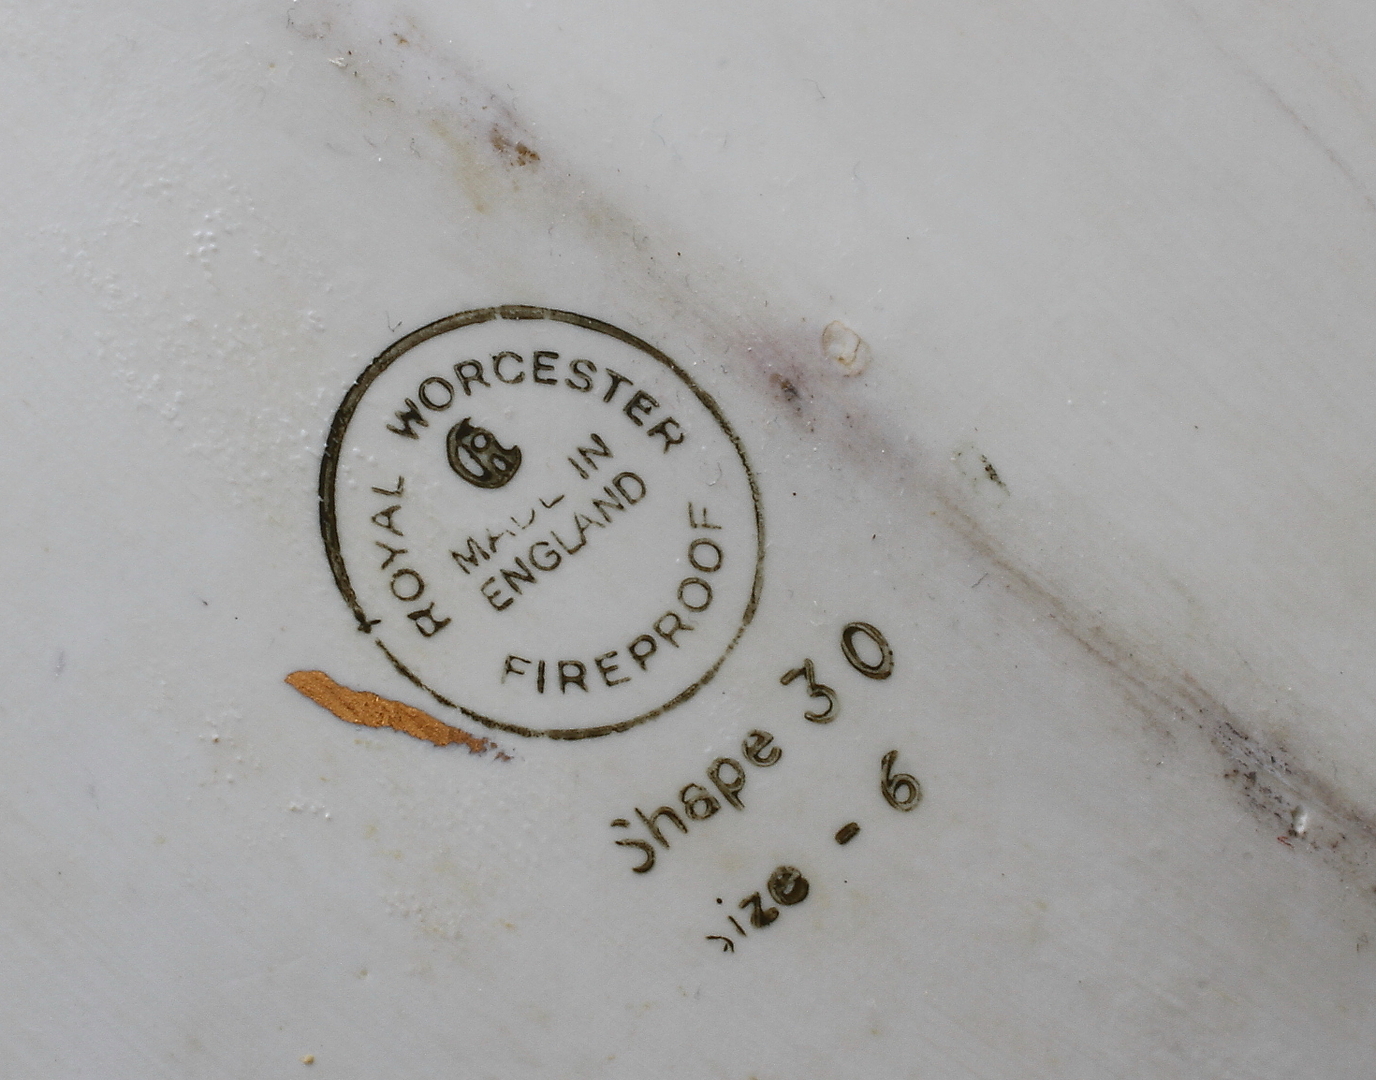 ROYAL WORCESTER
MADE IN
ENGLAND
FIREPROOF
Shape 30
size - 6